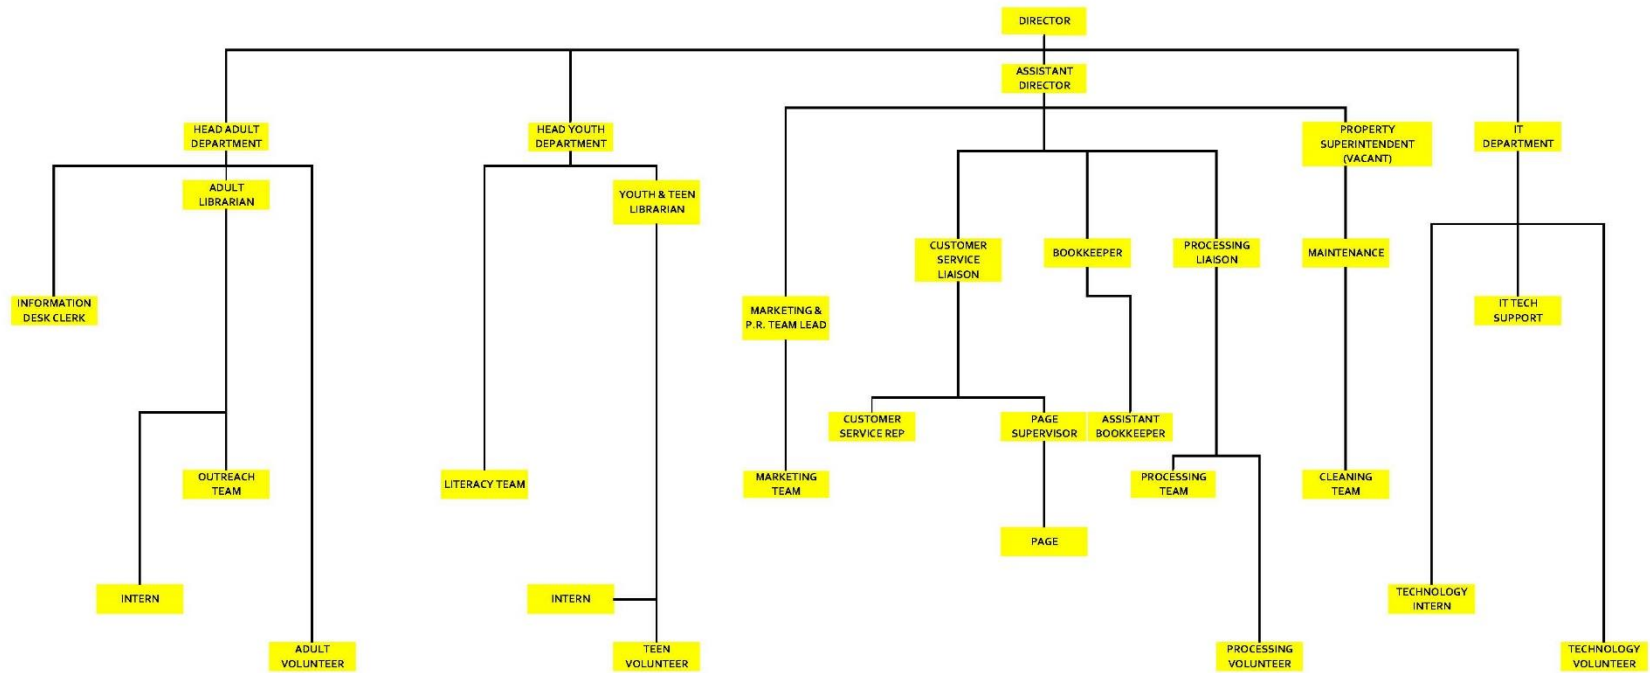 DIRECTOR
ASSISTANT
DIRECTOR
HEAD ADULT
DEPARTMENT
HEAD YOUTH
DEPARTMENT
PROPERTY
SUPERINTENDENT
(VACANT)
IT
DEPARTMENT
ADULT
LIBRARIAN
YOUTH & TEEN
LIBRARIAN
CUSTOMER
SERVICE
LIAISON
BOOKKEEPER
PROCESSING
LIAISON
MAINTENANCE
INFORMATION
DESK CLERK
MARKETING &
P.R. TEAM LEAD
IT TECH
SUPPORT
CUSTOMER
SERVICE REP
PAGE
SUPERVISOR
ASSISTANT
BOOKKEEPER
OUTREACH
TEAM
LITERACY TEAM
MARKETING
TEAM
PROCESSING
TEAM
CLEANING
TEAM
PAGE
INTERN
INTERN
TECHNOLOGY
INTERN
ADULT
VOLUNTEER
TEEN
VOLUNTEER
PROCESSING
VOLUNTEER
TECHNOLOGY
VOLUNTEER